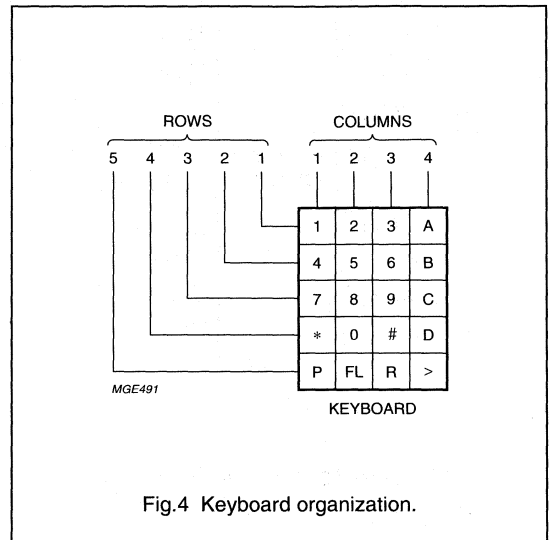 ROWS COLUMNS
5 4 3 2 1 1 2 3 4
1 2 3 A
4 5 6 B
7 8 9 C
* 0 # D
P FL R >
MGE491
KEYBOARD
Fig.4 Keyboard organization.